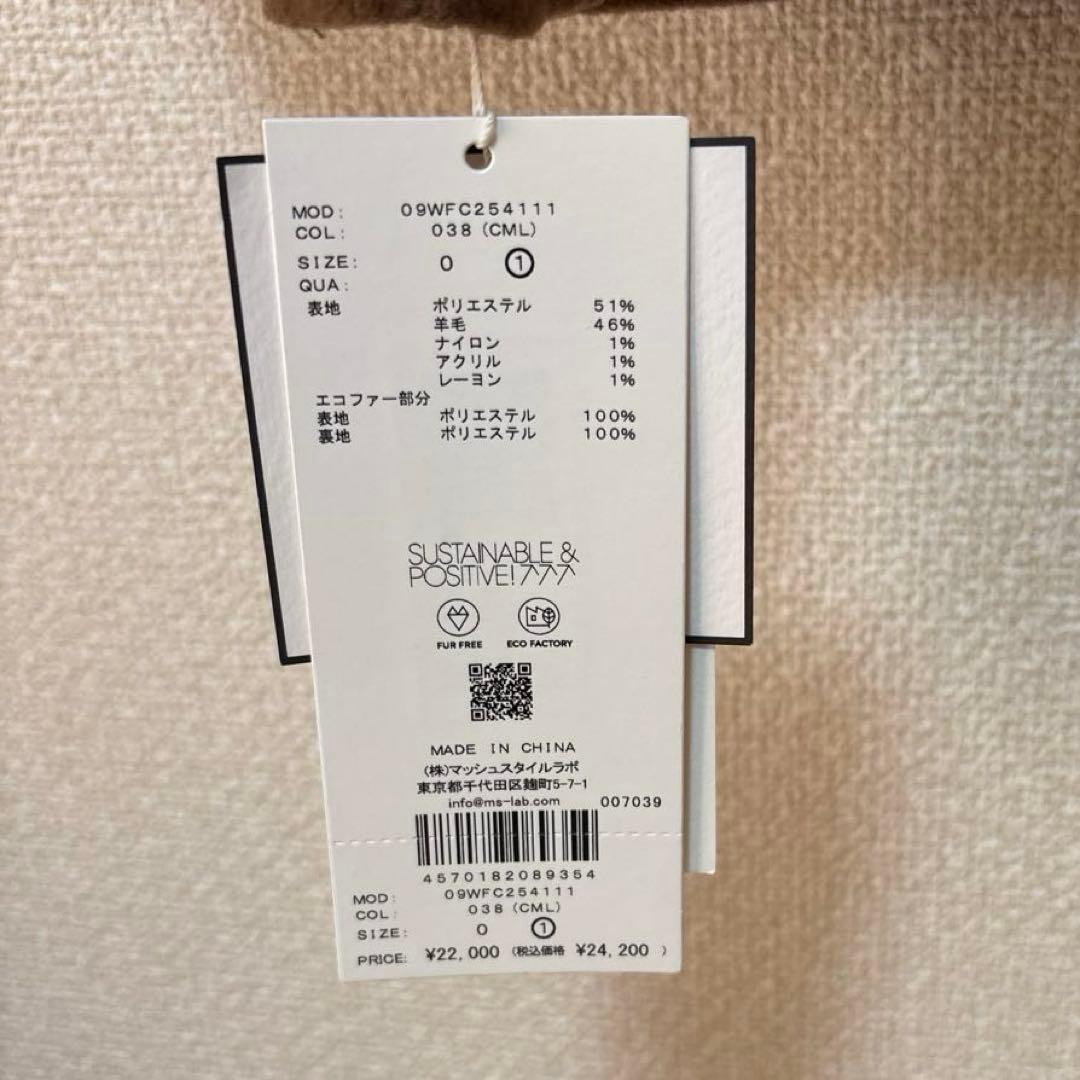 MOD: 09WFC254111
COL: 038 (CML)
SIZE: 0 ①
QUA:
表地 ポリエステル 51%
羊毛 46%
ナイロン 1%
アクリル 1%
レーヨン 1%
エコファー部分
表地 ポリエステル 100%
裏地 ポリエステル 100%
SUSTAINABLE &
POSITIVE!
FUR FREE ECO FACTORY
MADE IN CHINA
(株)マッシュスタイルラボ
東京都千代田区麹町5-7-1
info@ms-lab.com 007039
4570182089354
MOD: 09WFC254111
COL: 038 (CML)
SIZE: 0 ①
PRICE: ¥22,000 (税込価格 ¥24,200 )